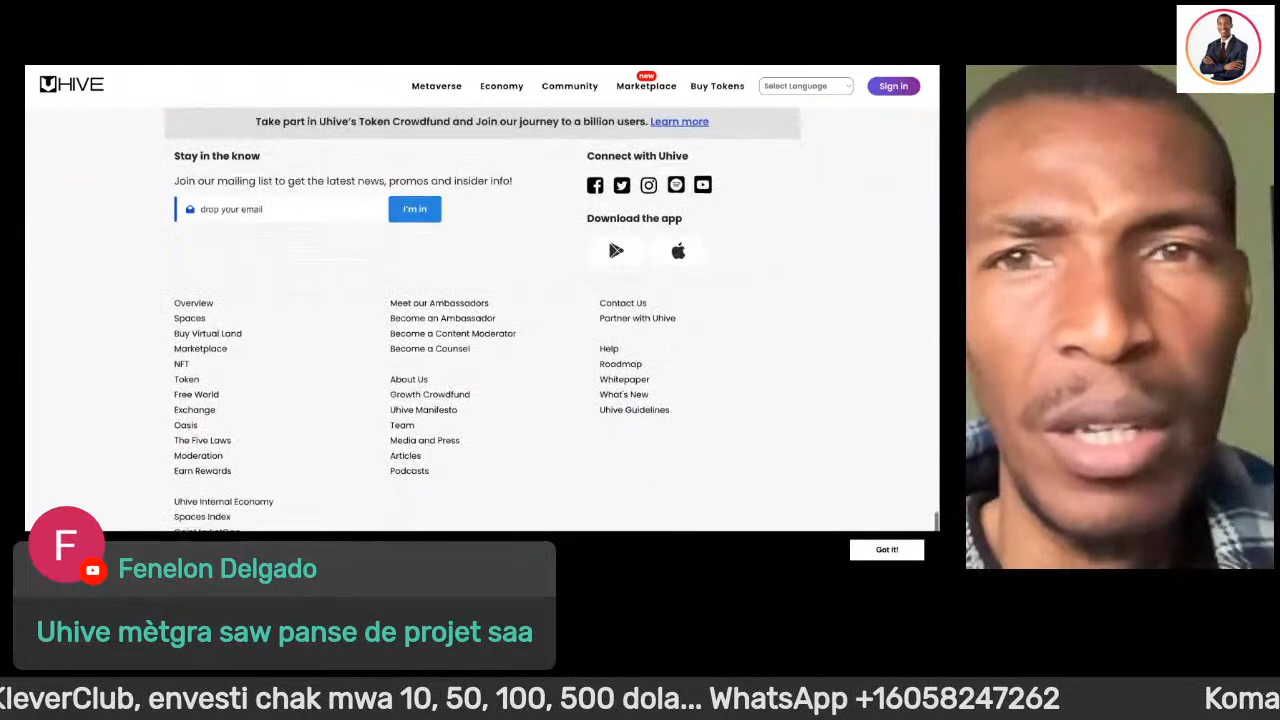 UHIVE
Metaverse
Economy
Community
new
Marketplace
Buy Tokens
Select Language
Sign in
Take part in Uhive's Token Crowdfund and Join our journey to a billion users. Learn more
Stay in the know
Join our mailing list to get the latest news, promos and insider info!
drop your email
I'm in
Connect with Uhive
Download the app
Overview
Spaces
Buy Virtual Land
Marketplace
NFT
Token
Free World
Exchange
Oasis
The Five Laws
Moderation
Earn Rewards
Uhive Internal Economy
Spaces Index
Meet our Ambassadors
Become an Ambassador
Become a Content Moderator
Become a Counsel
About Us
Growth Crowdfund
Uhive Manifesto
Team
Media and Press
Articles
Podcasts
Contact Us
Partner with Uhive
Help
Roadmap
Whitepaper
What's New
Uhive Guidelines
Got it!
F
Fenelon Delgado
Uhive mètgra saw panse de projet saa
KleverClub, envesti chak mwa 10, 50, 100, 500 dola... WhatsApp +16058247262
Koma